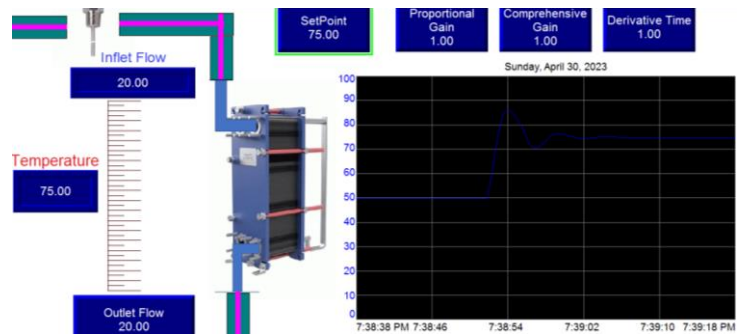 SetPoint
75.00
Proportional
Gain
1.00
Comprehensive
Gain
1.00
Derivative Time
1.00
Inflet Flow
20.00
Temperature
75.00
Outlet Flow
20.00
Sunday, April 30, 2023
100
90
80
70
60
50
40
30
20
10
0
7:38:38 PM 7:38:46 7:38:54 7:39:02 7:39:10 7:39:18 PM